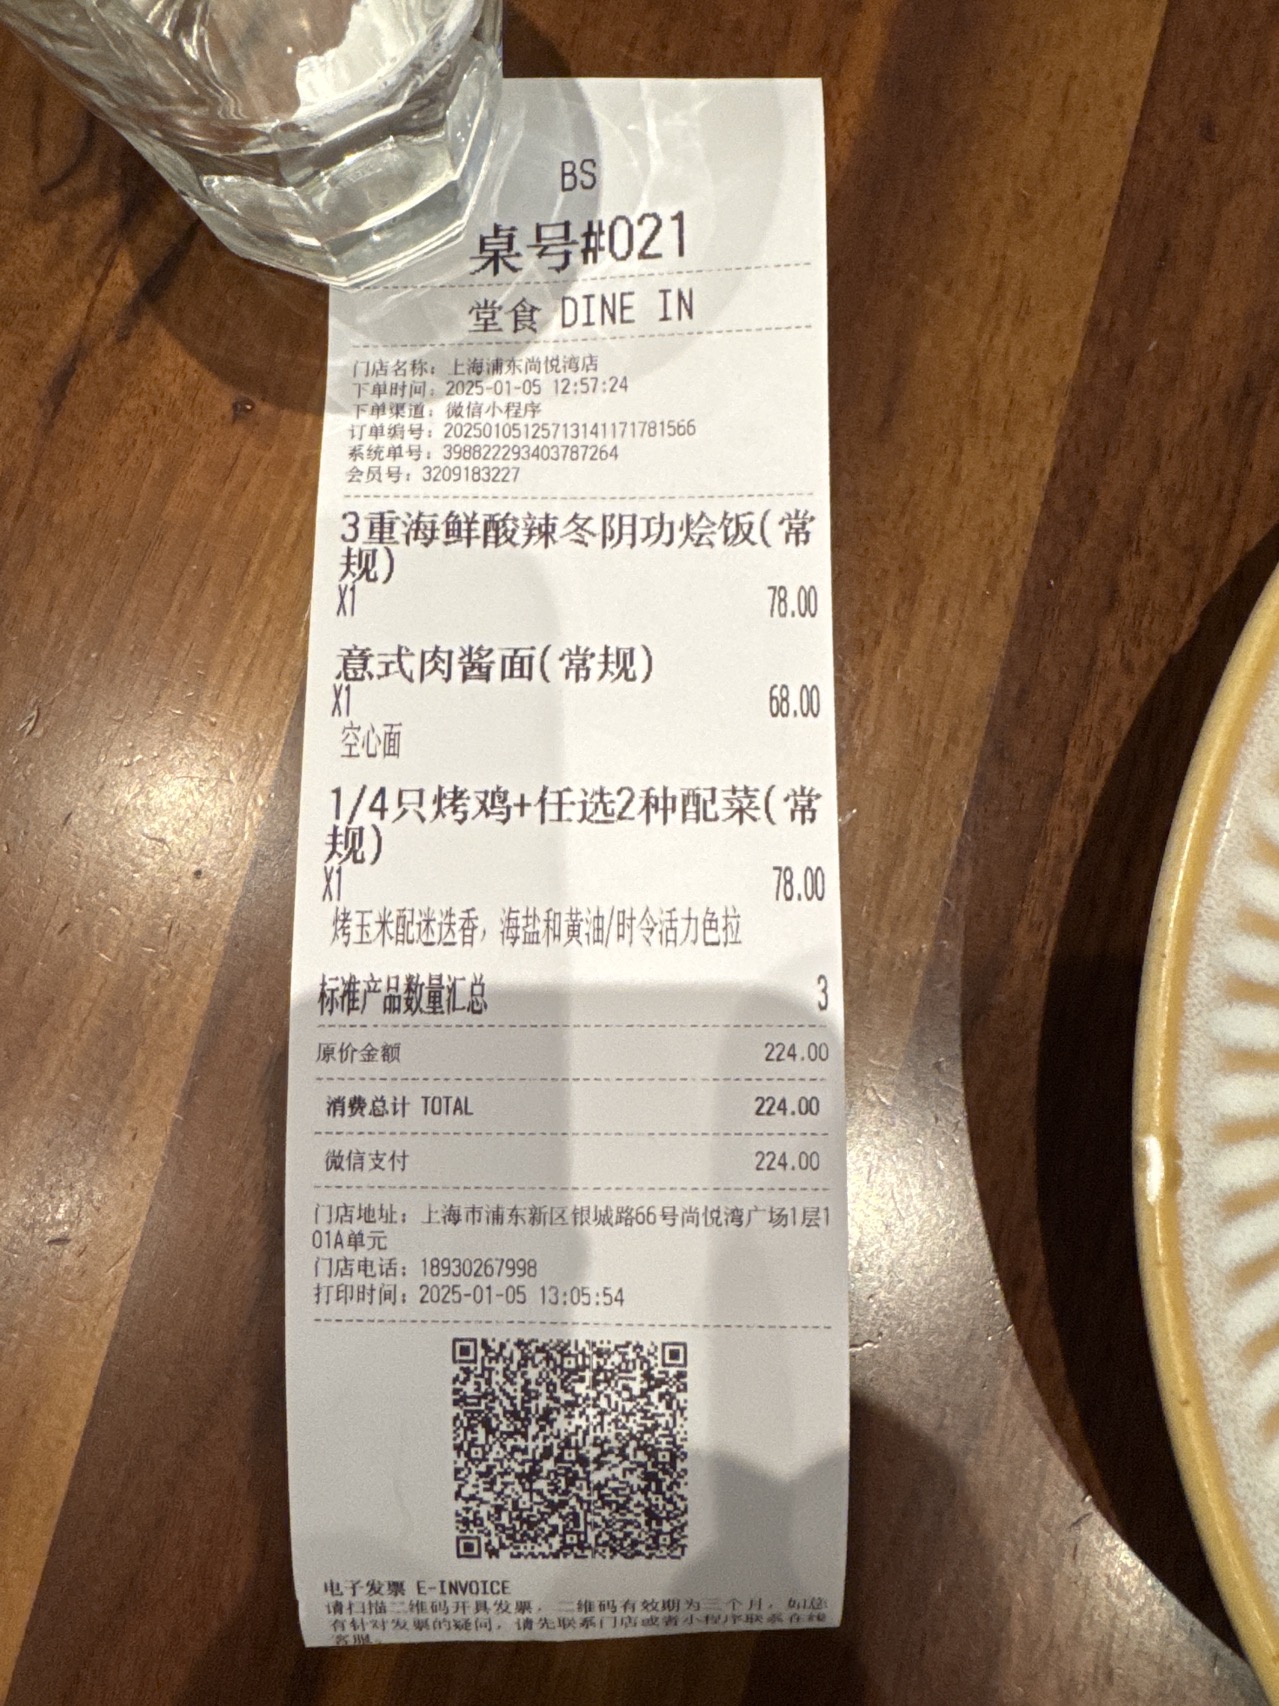 BS
桌号#021
堂食 DINE IN
门店名称：上海浦东尚悦湾店
下单时间：2025-01-05 12:57:24
下单渠道：微信小程序
订单编号：20250105125713141171781566
系统单号：398822293403787264
会员号：3209183227
3重海鲜酸辣冬阴功烩饭(常
规)
X1 78.00
意式肉酱面(常规)
X1 68.00
空心面
1/4只烤鸡+任选2种配菜(常
规)
X1 78.00
烤玉米配迷迭香，海盐和黄油/时令活力色拉
标准产品数量汇总 3
原价金额 224.00
消费总计 TOTAL 224.00
微信支付 224.00
门店地址：上海市浦东新区银城路66号尚悦湾广场1层1
01A单元
门店电话：18930267998
打印时间：2025-01-05 13:05:54
电子发票 E-INVOICE
请扫描二维码开具发票，二维码有效期为三个月，如您
有针对发票的疑问，请先联系门店或者小程序联系在线
客服。